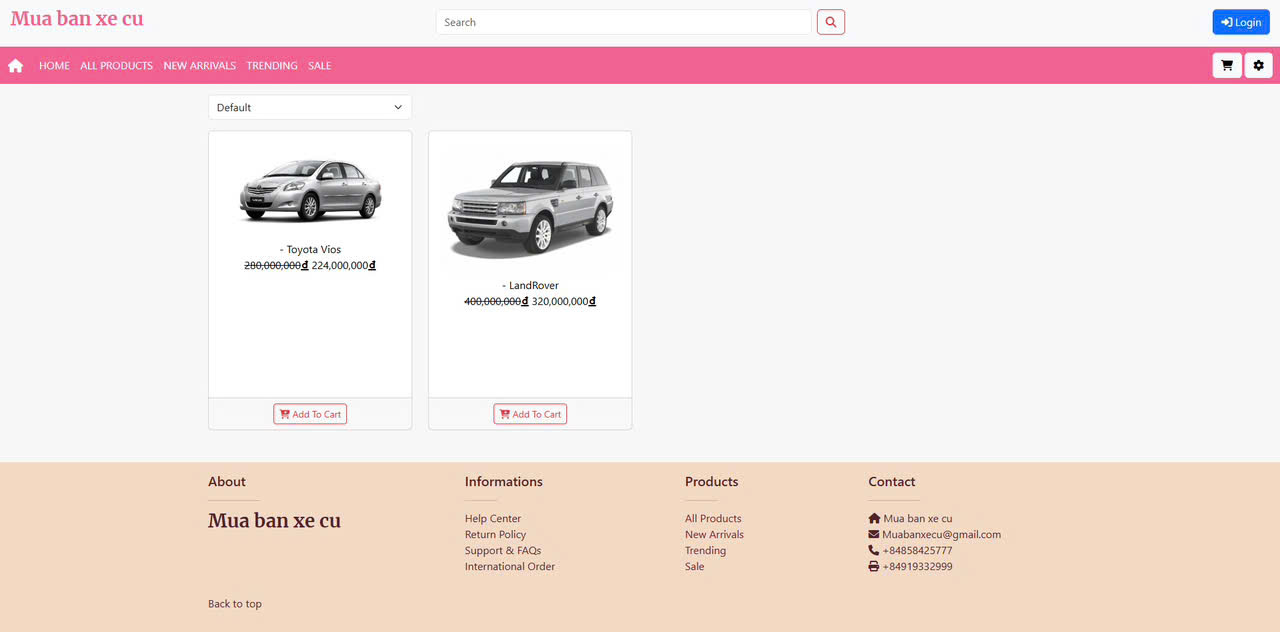 Mua ban xe cu
Search
Login
HOME ALL PRODUCTS NEW ARRIVALS TRENDING SALE
Default
- Toyota Vios
280,000,000₫ 224,000,000₫
Add To Cart
- LandRover
400,000,000₫ 320,000,000₫
Add To Cart
About
Mua ban xe cu
Back to top
Informations
Help Center
Return Policy
Support & FAQs
International Order
Products
All Products
New Arrivals
Trending
Sale
Contact
Mua ban xe cu
Muabanxecu@gmail.com
+84858425777
+84919332999